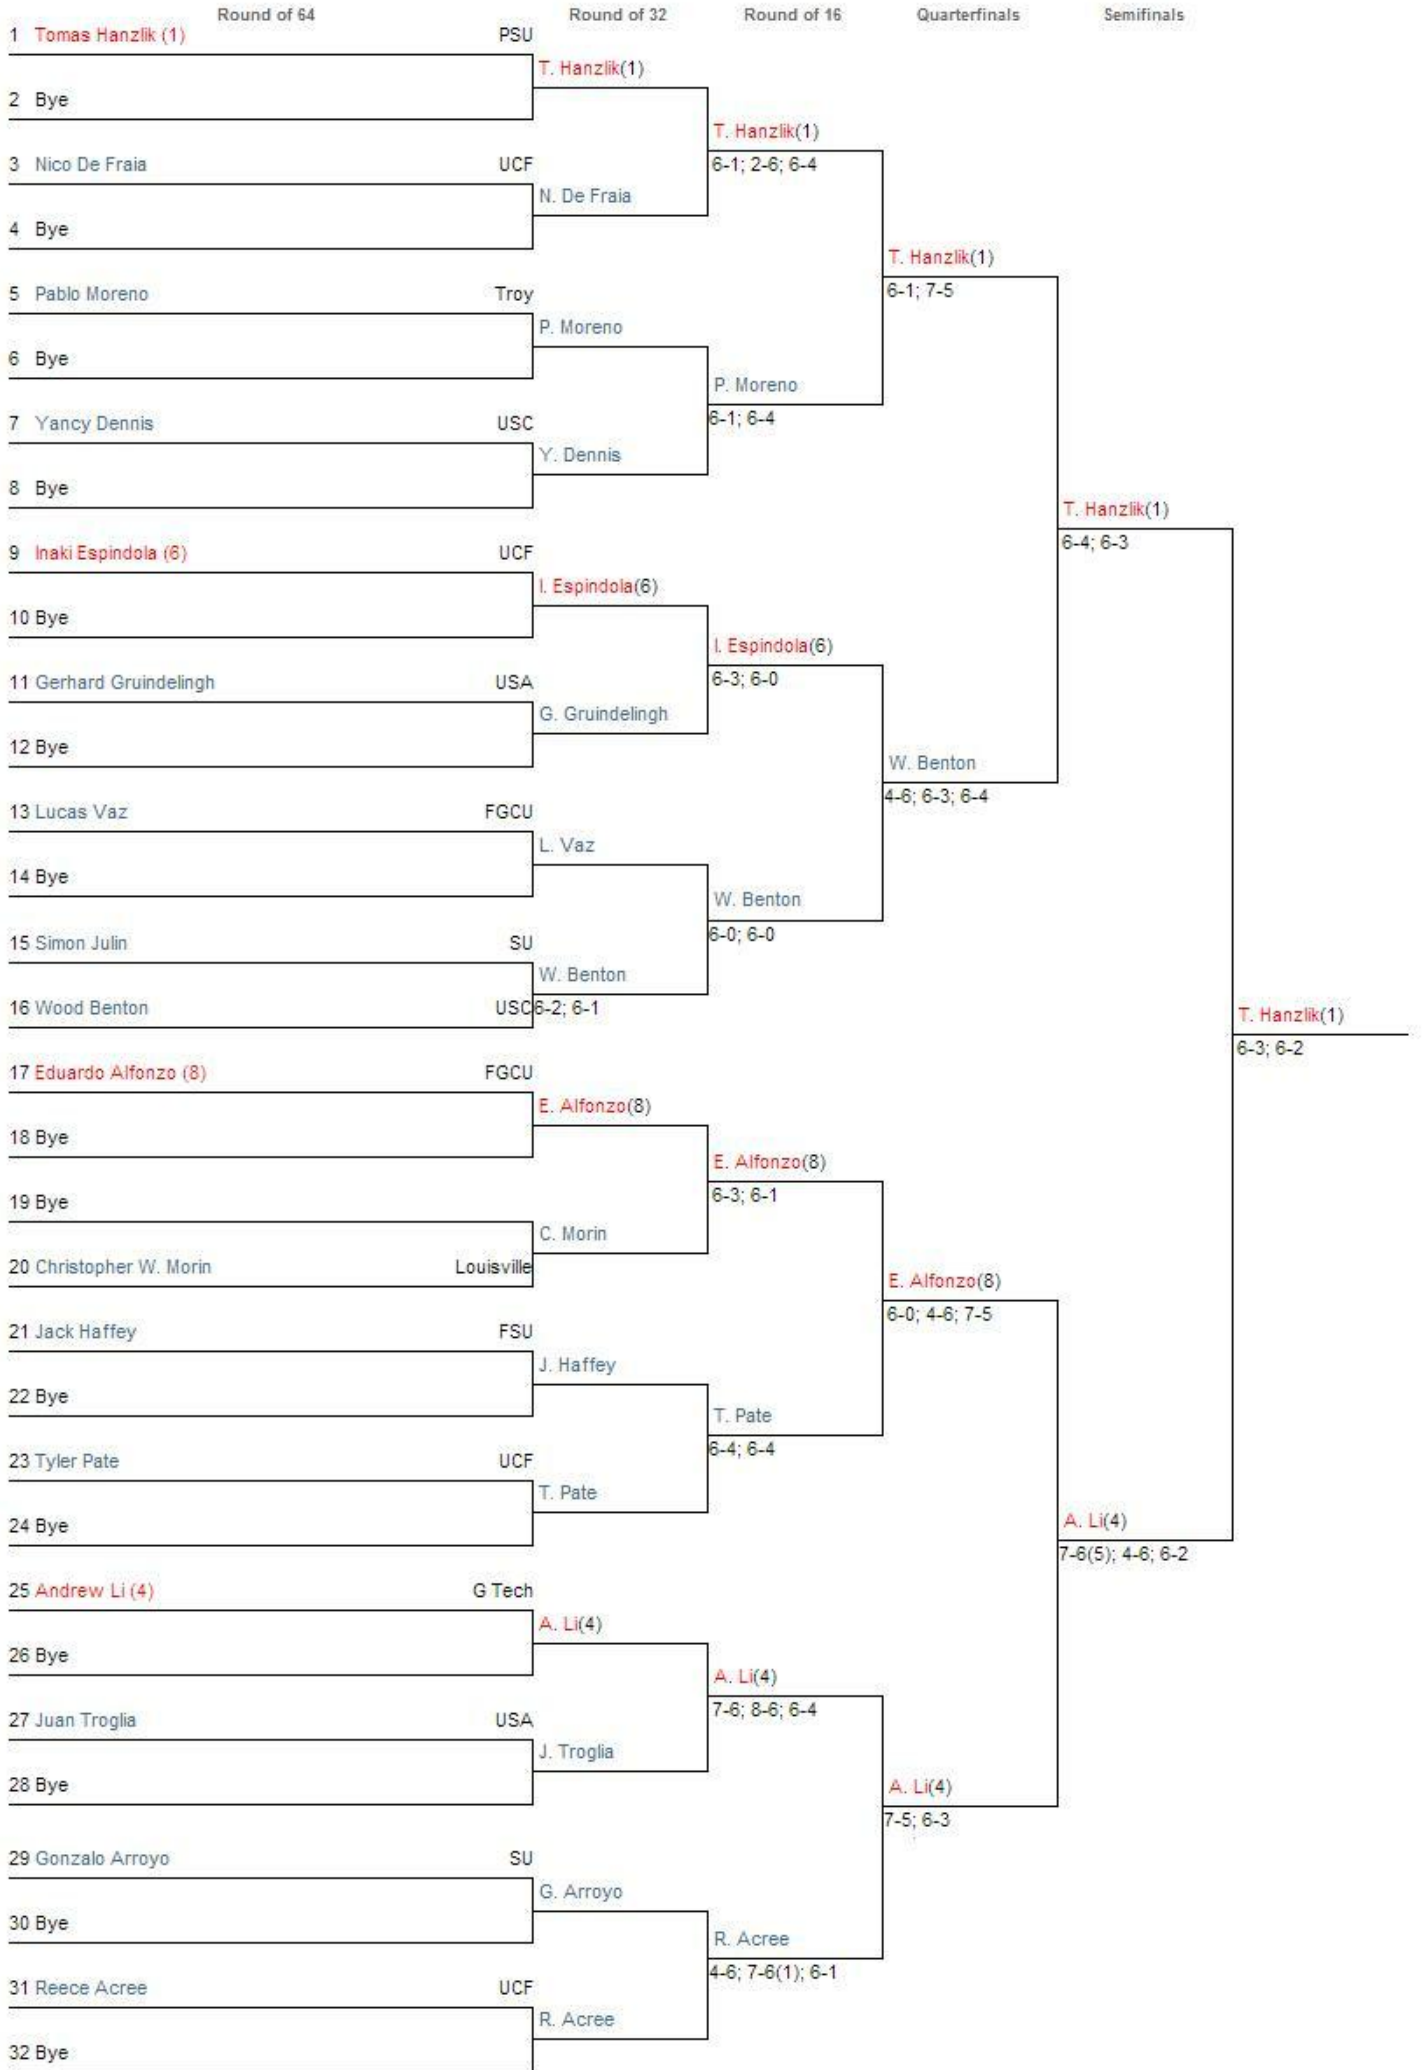 Round of 64 Round of 32 Round of 16 Quarterfinals Semifinals
1 Tomas Hanzlik (1) PSU
T. Hanzlik(1)
2 Bye
T. Hanzlik(1)
6-1; 2-6; 6-4
3 Nico De Fraia UCF
N. De Fraia
4 Bye
T. Hanzlik(1)
6-1; 7-5
5 Pablo Moreno Troy
P. Moreno
6 Bye
P. Moreno
6-1; 6-4
7 Yancy Dennis USC
Y. Dennis
8 Bye
T. Hanzlik(1)
6-4; 6-3
9 Inaki Espindola (6) UCF
I. Espindola(6)
10 Bye
I. Espindola(6)
6-3; 6-0
11 Gerhard Gruindelingh USA
G. Gruindelingh
12 Bye
W. Benton
4-6; 6-3; 6-4
13 Lucas Vaz FGCU
L. Vaz
14 Bye
W. Benton
6-0; 6-0
15 Simon Julin SU
W. Benton
16 Wood Benton USC 6-2; 6-1
T. Hanzlik(1)
6-3; 6-2
17 Eduardo Alfonzo (8) FGCU
E. Alfonzo(8)
18 Bye
E. Alfonzo(8)
6-3; 6-1
19 Bye
C. Morin
20 Christopher W. Morin Louisville
E. Alfonzo(8)
6-0; 4-6; 7-5
21 Jack Haffey FSU
J. Haffey
22 Bye
T. Pate
6-4; 6-4
23 Tyler Pate UCF
T. Pate
24 Bye
A. Li(4)
7-6(5); 4-6; 6-2
25 Andrew Li (4) G Tech
A. Li(4)
26 Bye
A. Li(4)
7-6; 8-6; 6-4
27 Juan Troglia USA
J. Troglia
28 Bye
A. Li(4)
7-5; 6-3
29 Gonzalo Arroyo SU
G. Arroyo
30 Bye
R. Acree
4-6; 7-6(1); 6-1
31 Reece Acree UCF
R. Acree
32 Bye